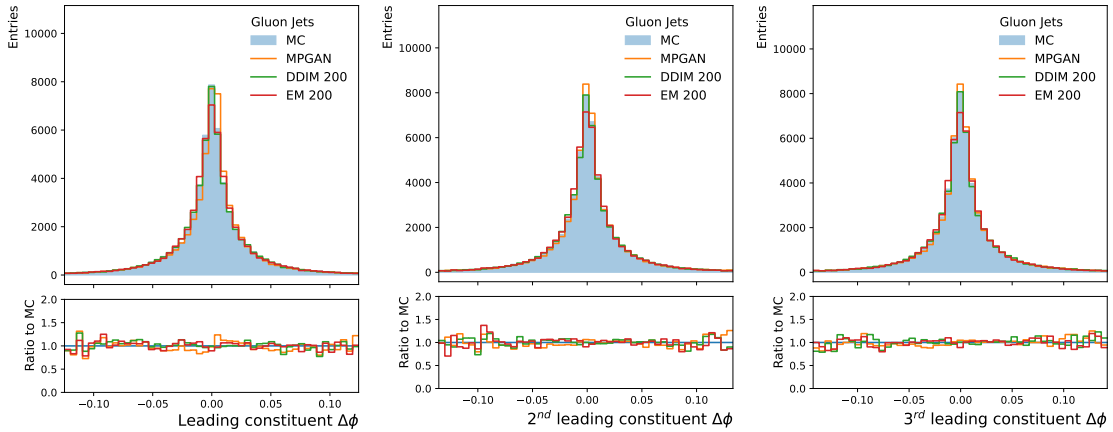 Entries
10000
8000
6000
4000
2000
0
Gluon Jets
MC
MPGAN
DDIM 200
EM 200
Ratio to MC
2.0
1.5
1.0
0.5
0.0
−0.10
−0.05
0.00
0.05
0.10
Leading constituent Δϕ
Entries
10000
8000
6000
4000
2000
0
Gluon Jets
MC
MPGAN
DDIM 200
EM 200
Ratio to MC
2.0
1.5
1.0
0.5
0.0
−0.10
−0.05
0.00
0.05
0.10
2nd leading constituent Δϕ
Entries
10000
8000
6000
4000
2000
0
Gluon Jets
MC
MPGAN
DDIM 200
EM 200
Ratio to MC
2.0
1.5
1.0
0.5
0.0
−0.10
−0.05
0.00
0.05
0.10
3rd leading constituent Δϕ